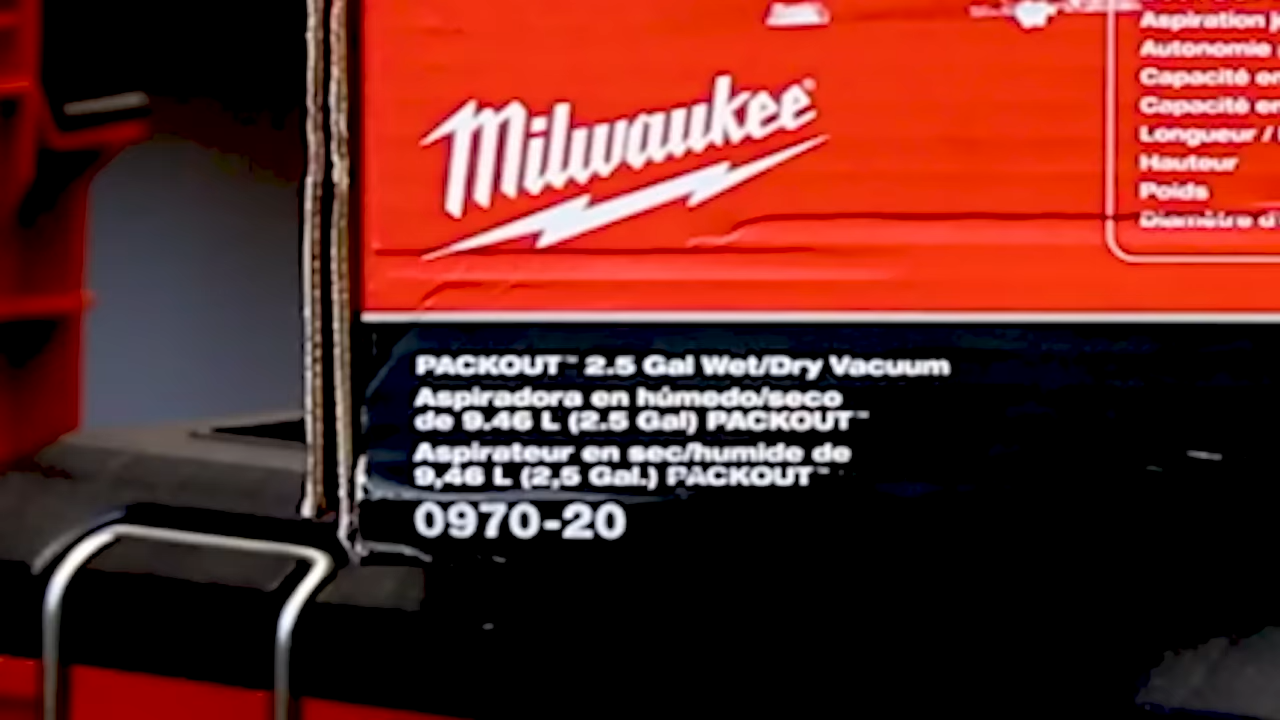 Milwaukee®
Aspiration
Autonomie
Capacité en
Capacité en
Longueur /
Hauteur
Poids
Diamètre d'
PACKOUT™ 2.5 Gal Wet/Dry Vacuum
Aspiradora en húmedo/seco
de 9.46 L (2.5 Gal) PACKOUT™
Aspirateur en sec/humide de
9,46 L (2,5 Gal.) PACKOUT™
0970-20